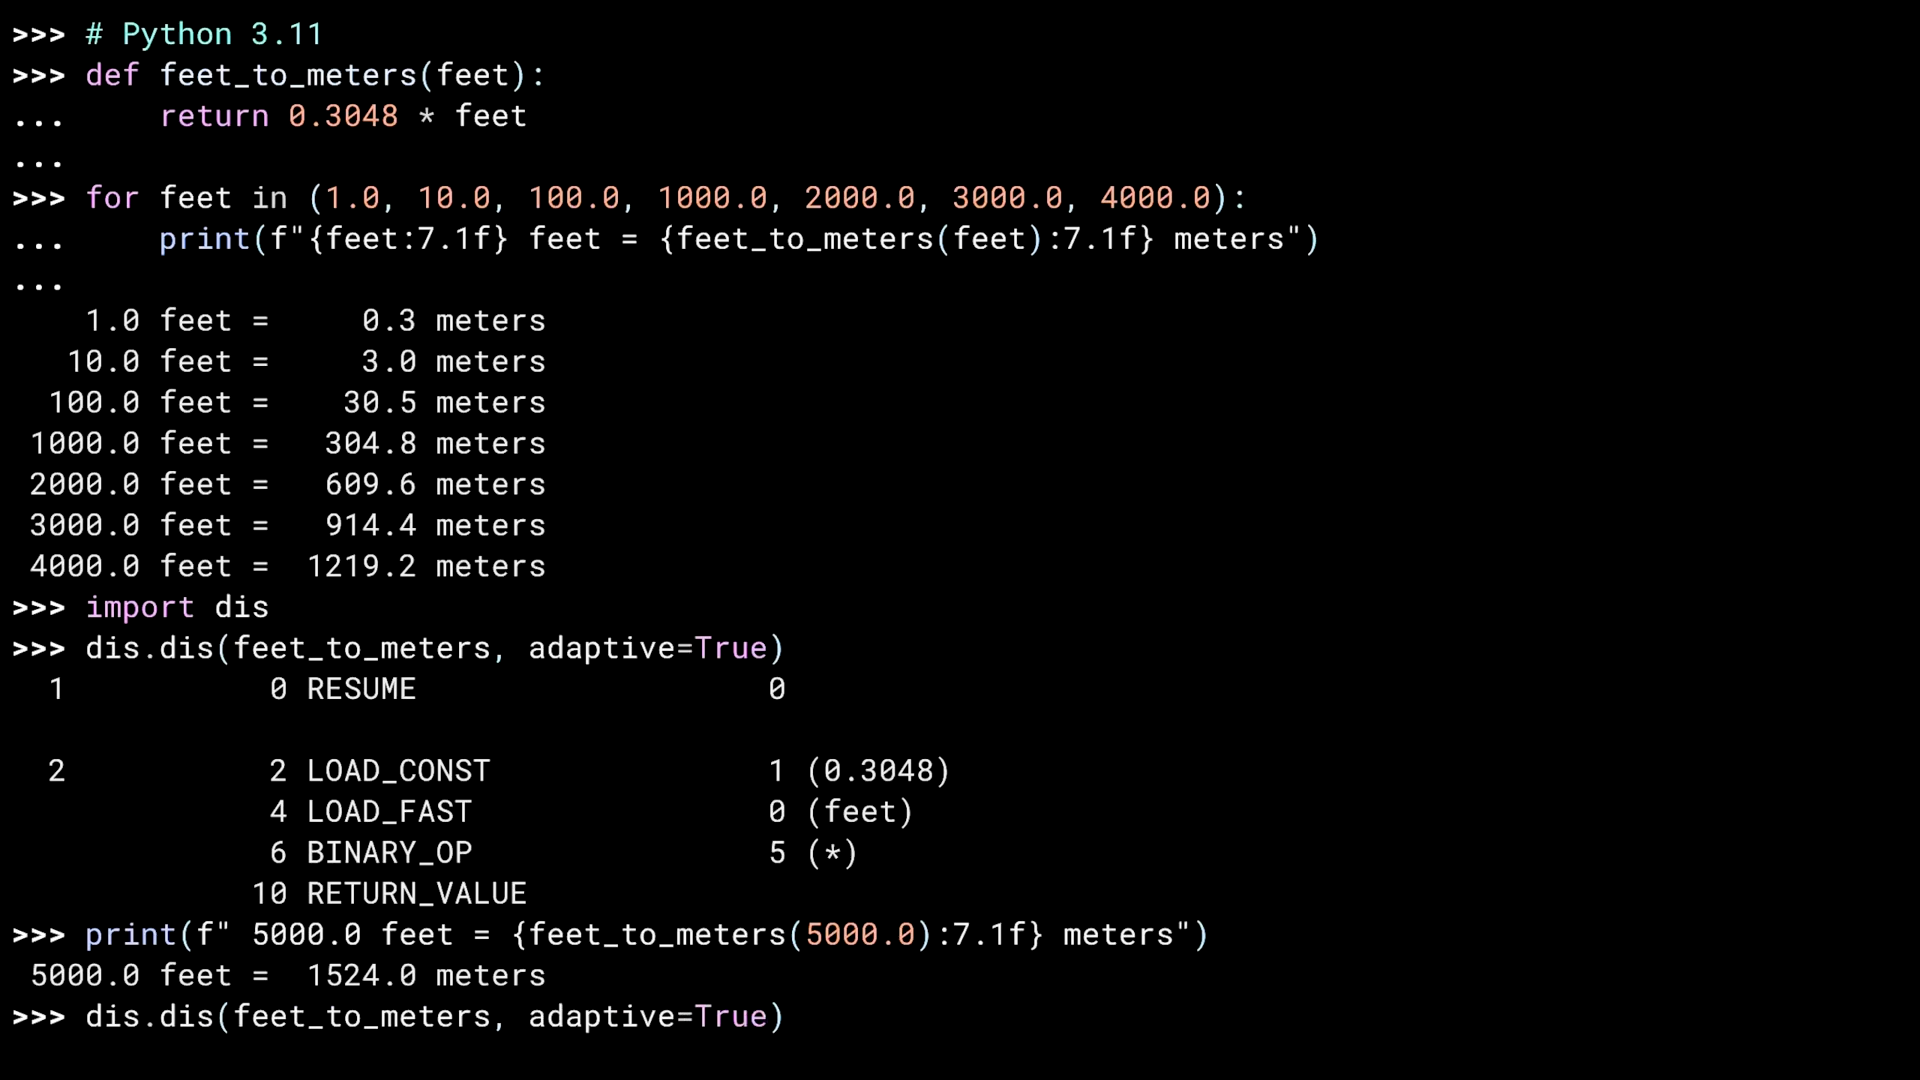 >>> # Python 3.11
>>> def feet_to_meters(feet):
...     return 0.3048 * feet
...
>>> for feet in (1.0, 10.0, 100.0, 1000.0, 2000.0, 3000.0, 4000.0):
...     print(f"{feet:7.1f} feet = {feet_to_meters(feet):7.1f} meters")
...
    1.0 feet =     0.3 meters
   10.0 feet =     3.0 meters
  100.0 feet =    30.5 meters
 1000.0 feet =   304.8 meters
 2000.0 feet =   609.6 meters
 3000.0 feet =   914.4 meters
 4000.0 feet =  1219.2 meters
>>> import dis
>>> dis.dis(feet_to_meters, adaptive=True)
  1           0 RESUME                   0
  2           2 LOAD_CONST               1 (0.3048)
              4 LOAD_FAST                0 (feet)
              6 BINARY_OP                5 (*)
             10 RETURN_VALUE
>>> print(f" 5000.0 feet = {feet_to_meters(5000.0):7.1f} meters")
 5000.0 feet =  1524.0 meters
>>> dis.dis(feet_to_meters, adaptive=True)